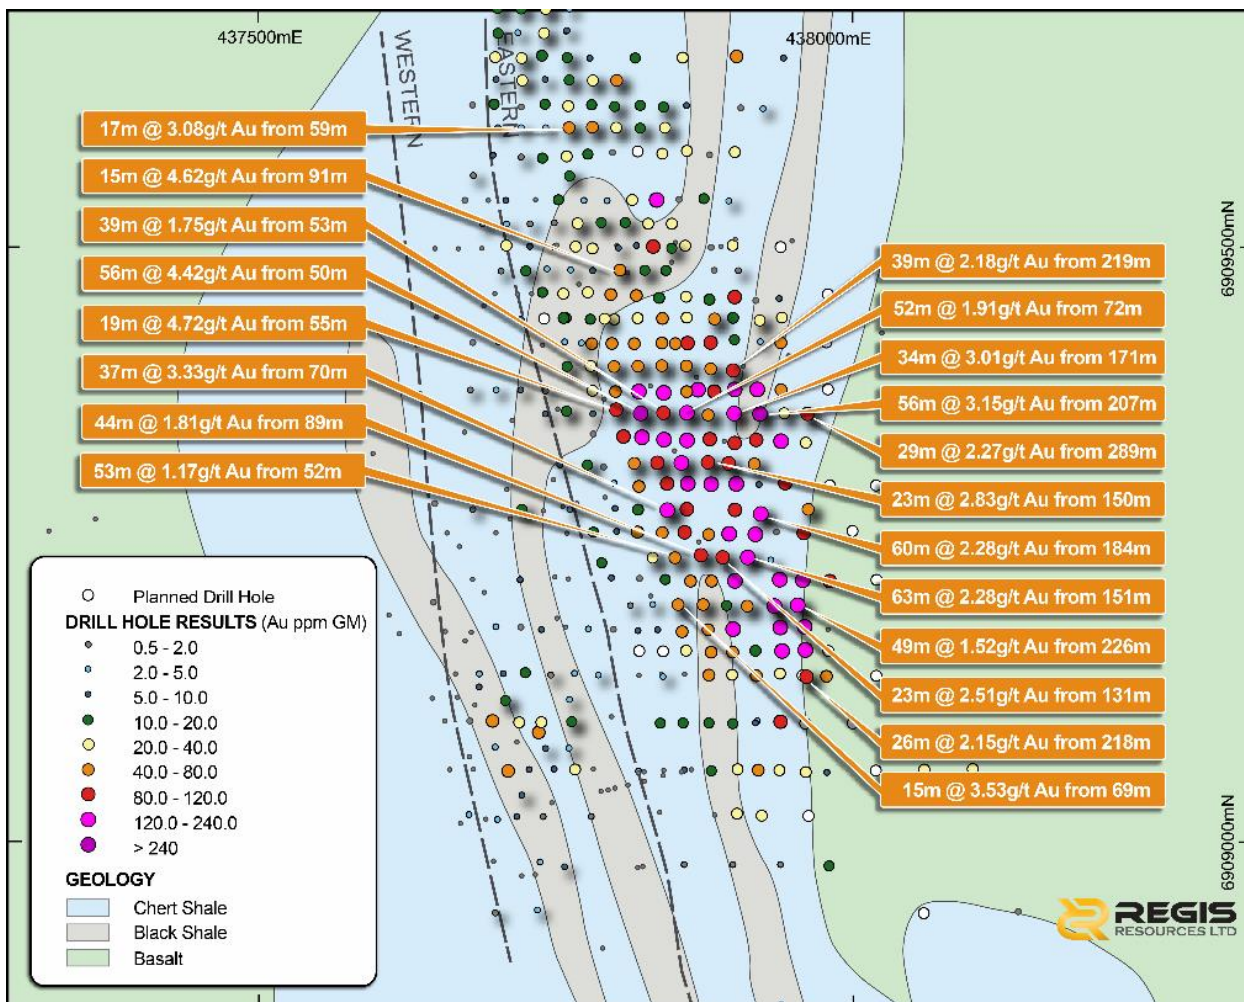 437500mE
438000mE
WESTERN
EASTERN
17m @ 3.08g/t Au from 59m
15m @ 4.62g/t Au from 91m
39m @ 1.75g/t Au from 53m
56m @ 4.42g/t Au from 50m
19m @ 4.72g/t Au from 55m
37m @ 3.33g/t Au from 70m
44m @ 1.81g/t Au from 89m
53m @ 1.17g/t Au from 52m
6909500mN
39m @ 2.18g/t Au from 219m
52m @ 1.91g/t Au from 72m
34m @ 3.01g/t Au from 171m
56m @ 3.15g/t Au from 207m
29m @ 2.27g/t Au from 289m
23m @ 2.83g/t Au from 150m
60m @ 2.28g/t Au from 184m
63m @ 2.28g/t Au from 151m
49m @ 1.52g/t Au from 226m
23m @ 2.51g/t Au from 131m
26m @ 2.15g/t Au from 218m
15m @ 3.53g/t Au from 69m
Planned Drill Hole
DRILL HOLE RESULTS (Au ppm GM)
0.5 - 2.0
2.0 - 5.0
5.0 - 10.0
10.0 - 20.0
20.0 - 40.0
40.0 - 80.0
80.0 - 120.0
120.0 - 240.0
> 240
GEOLOGY
Chert Shale
Black Shale
Basalt
6909000mN
REGIS
RESOURCES LTD